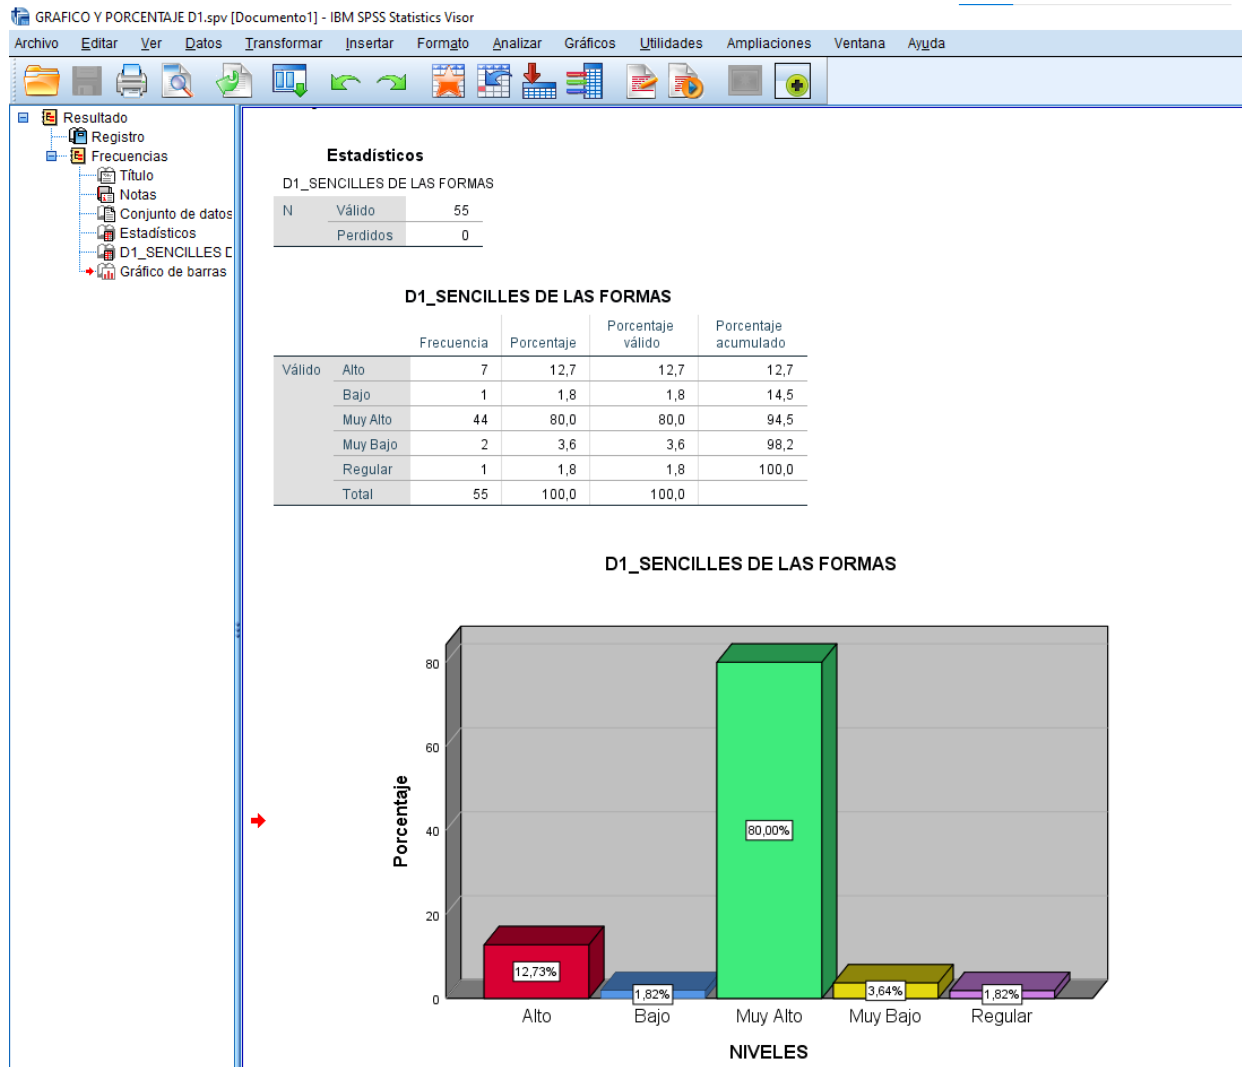 GRAFICO Y PORCENTAJE D1.spv [Documento1] - IBM SPSS Statistics Visor
Archivo Editar Ver Datos Transformar Insertar Formato Analizar Gráficos Utilidades Ampliaciones Ventana Ayuda
Resultado
Registro
Frecuencias
Título
Notas
Conjunto de datos
Estadísticos
D1_SENCILLES D
Gráfico de barras
Estadísticos
D1_SENCILLES DE LAS FORMAS
N Válido 55
Perdidos 0
D1_SENCILLES DE LAS FORMAS
Frecuencia Porcentaje Porcentaje válido Porcentaje acumulado
Válido Alto 7 12,7 12,7 12,7
Bajo 1 1,8 1,8 14,5
Muy Alto 44 80,0 80,0 94,5
Muy Bajo 2 3,6 3,6 98,2
Regular 1 1,8 1,8 100,0
Total 55 100,0 100,0
D1_SENCILLES DE LAS FORMAS
Porcentaje
80
60
40
20
0
12,73%
1,82%
80,00%
3,64%
1,82%
Alto Bajo Muy Alto Muy Bajo Regular
NIVELES